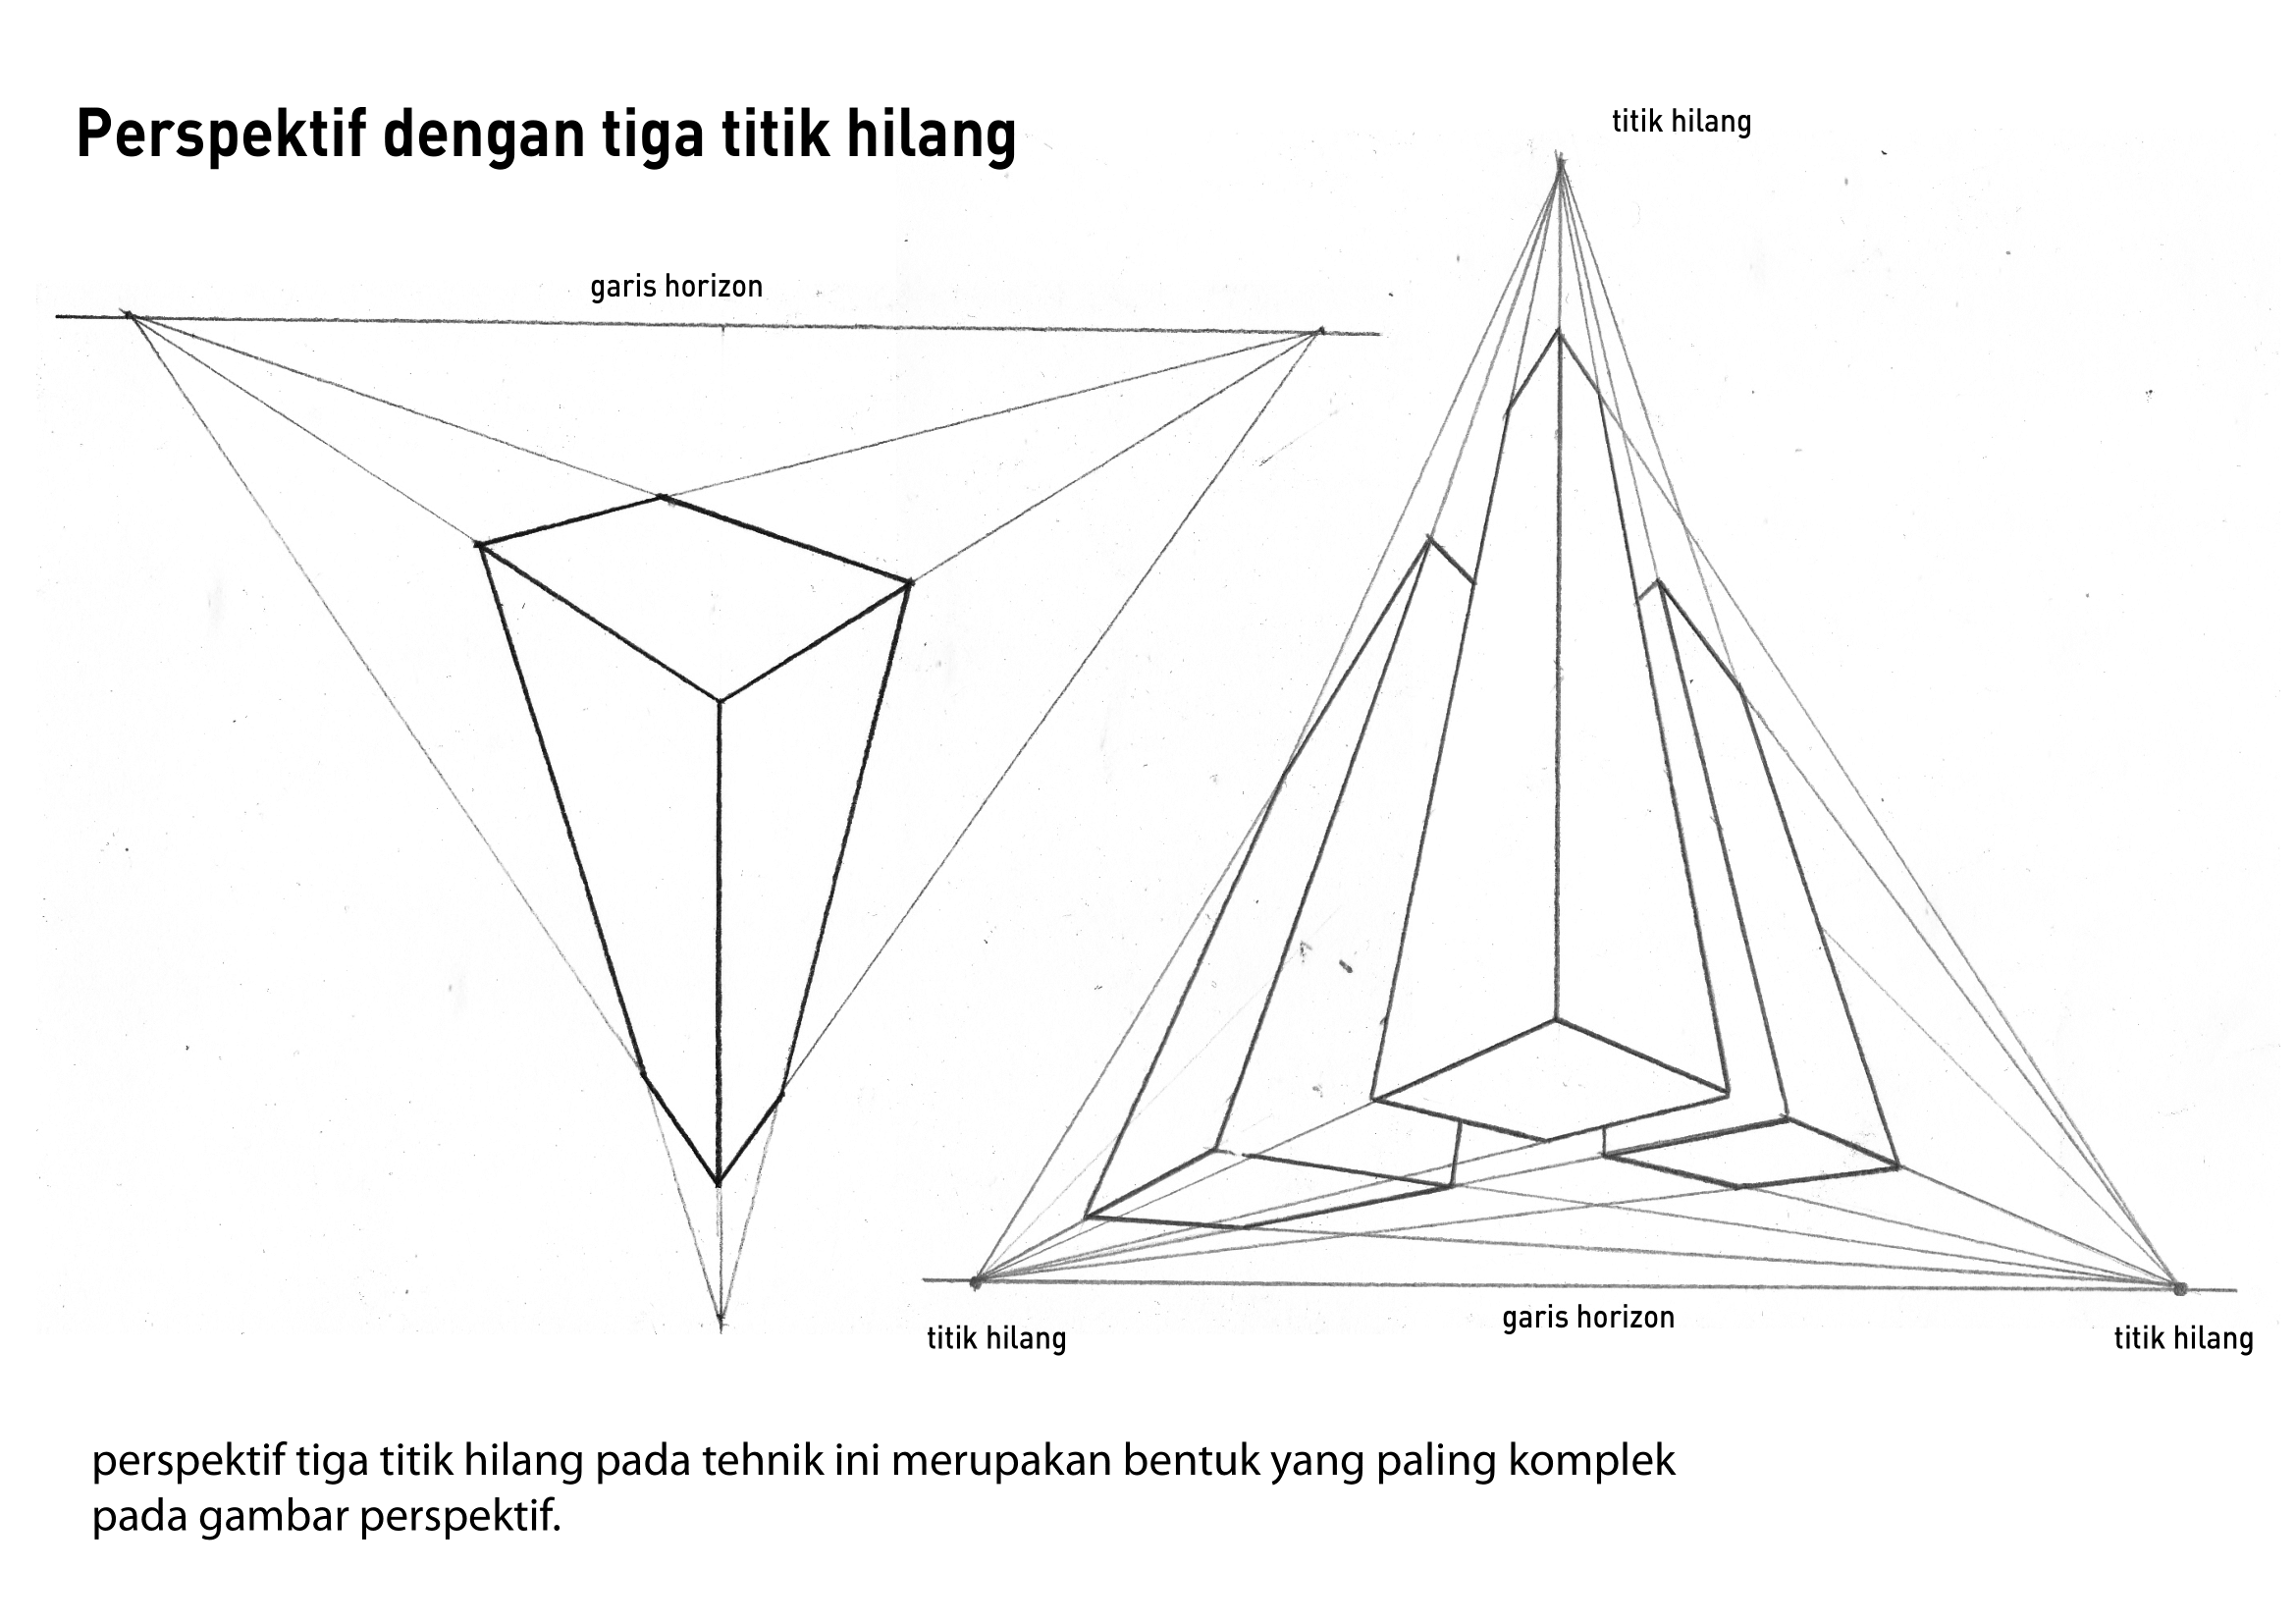 Perspektif dengan tiga titik hilang
titik hilang
garis horizon
titik hilang
garis horizon
titik hilang
perspektif tiga titik hilang pada tehnik ini merupakan bentuk yang paling komplek
pada gambar perspektif.